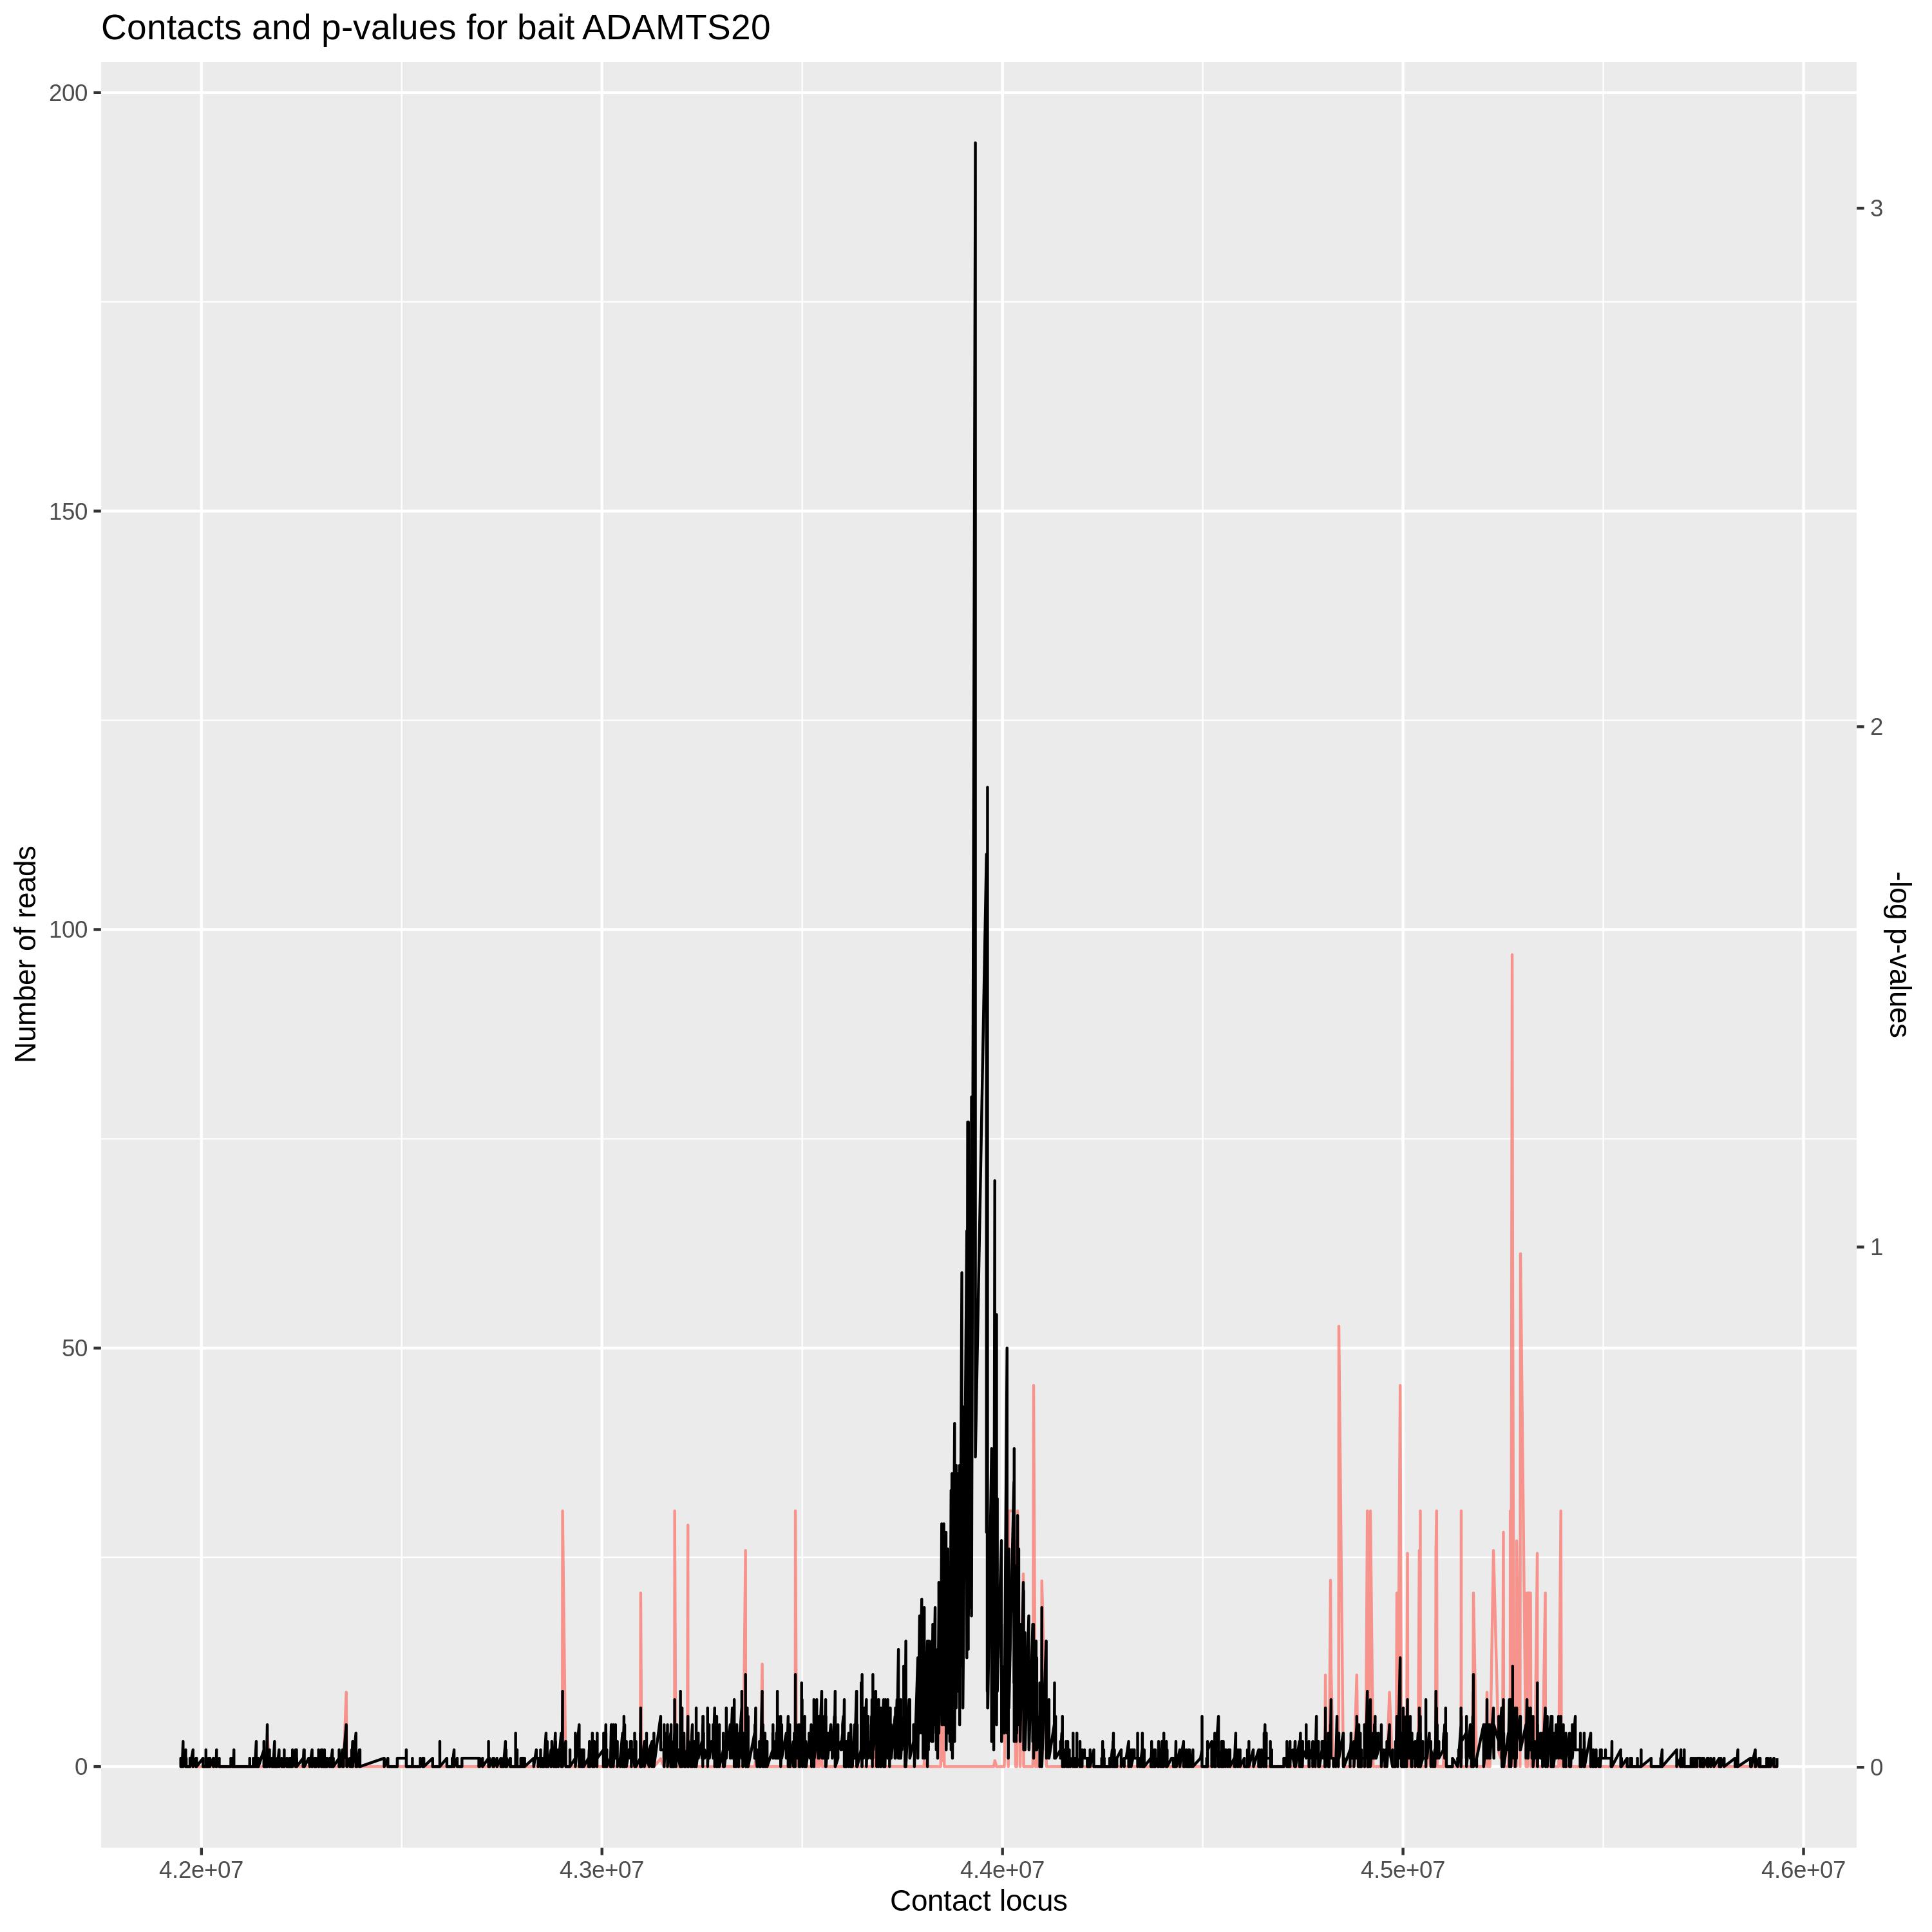 Contacts and p-values for bait ADAMTS20
200
150
100
50
0
3
2
1
0
Number of reads
-log p-values
4.2e+07
4.3e+07
4.4e+07
4.5e+07
4.6e+07
Contact locus